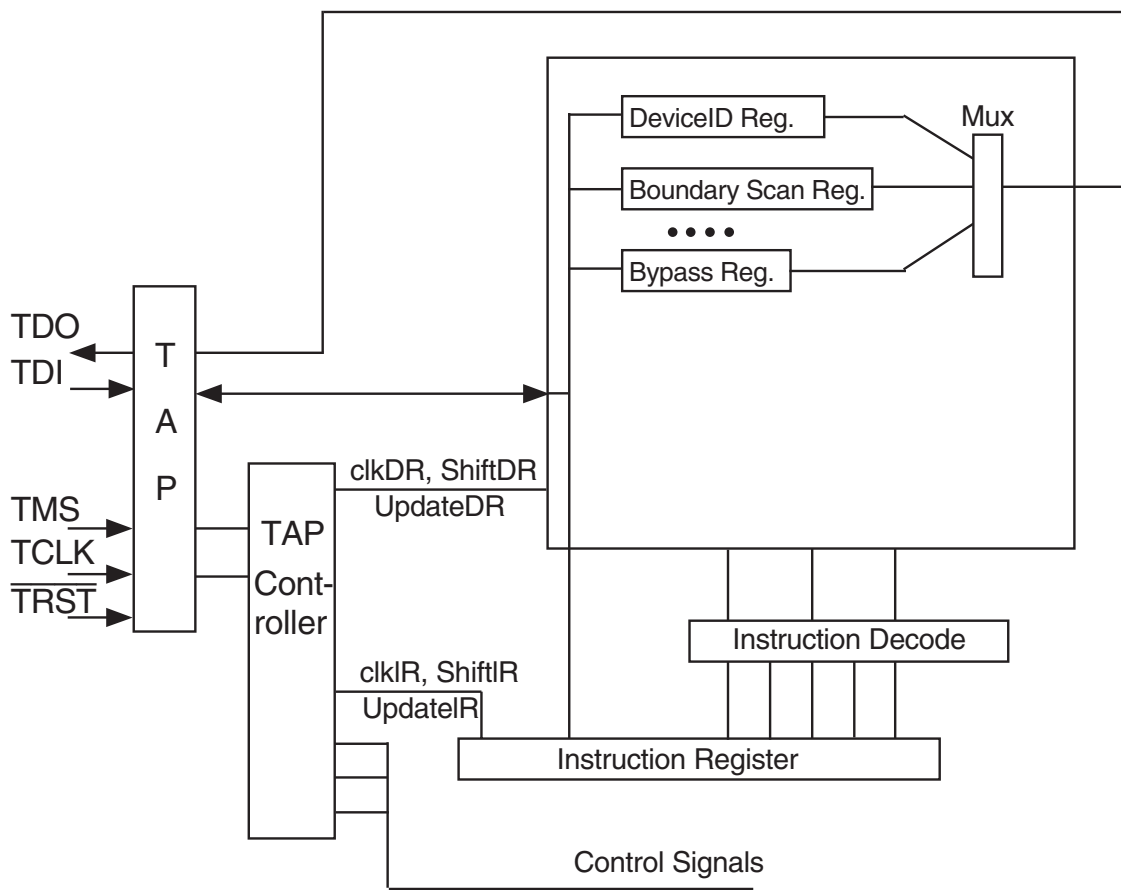 DeviceID Reg.
Mux
Boundary Scan Reg.
Bypass Reg.
TDO
TDI
T
A
P
TMS
TCLK
TRST
TAP
Cont-
roller
clkDR, ShiftDR
UpdateDR
Instruction Decode
clkIR, ShiftIR
UpdateIR
Instruction Register
Control Signals